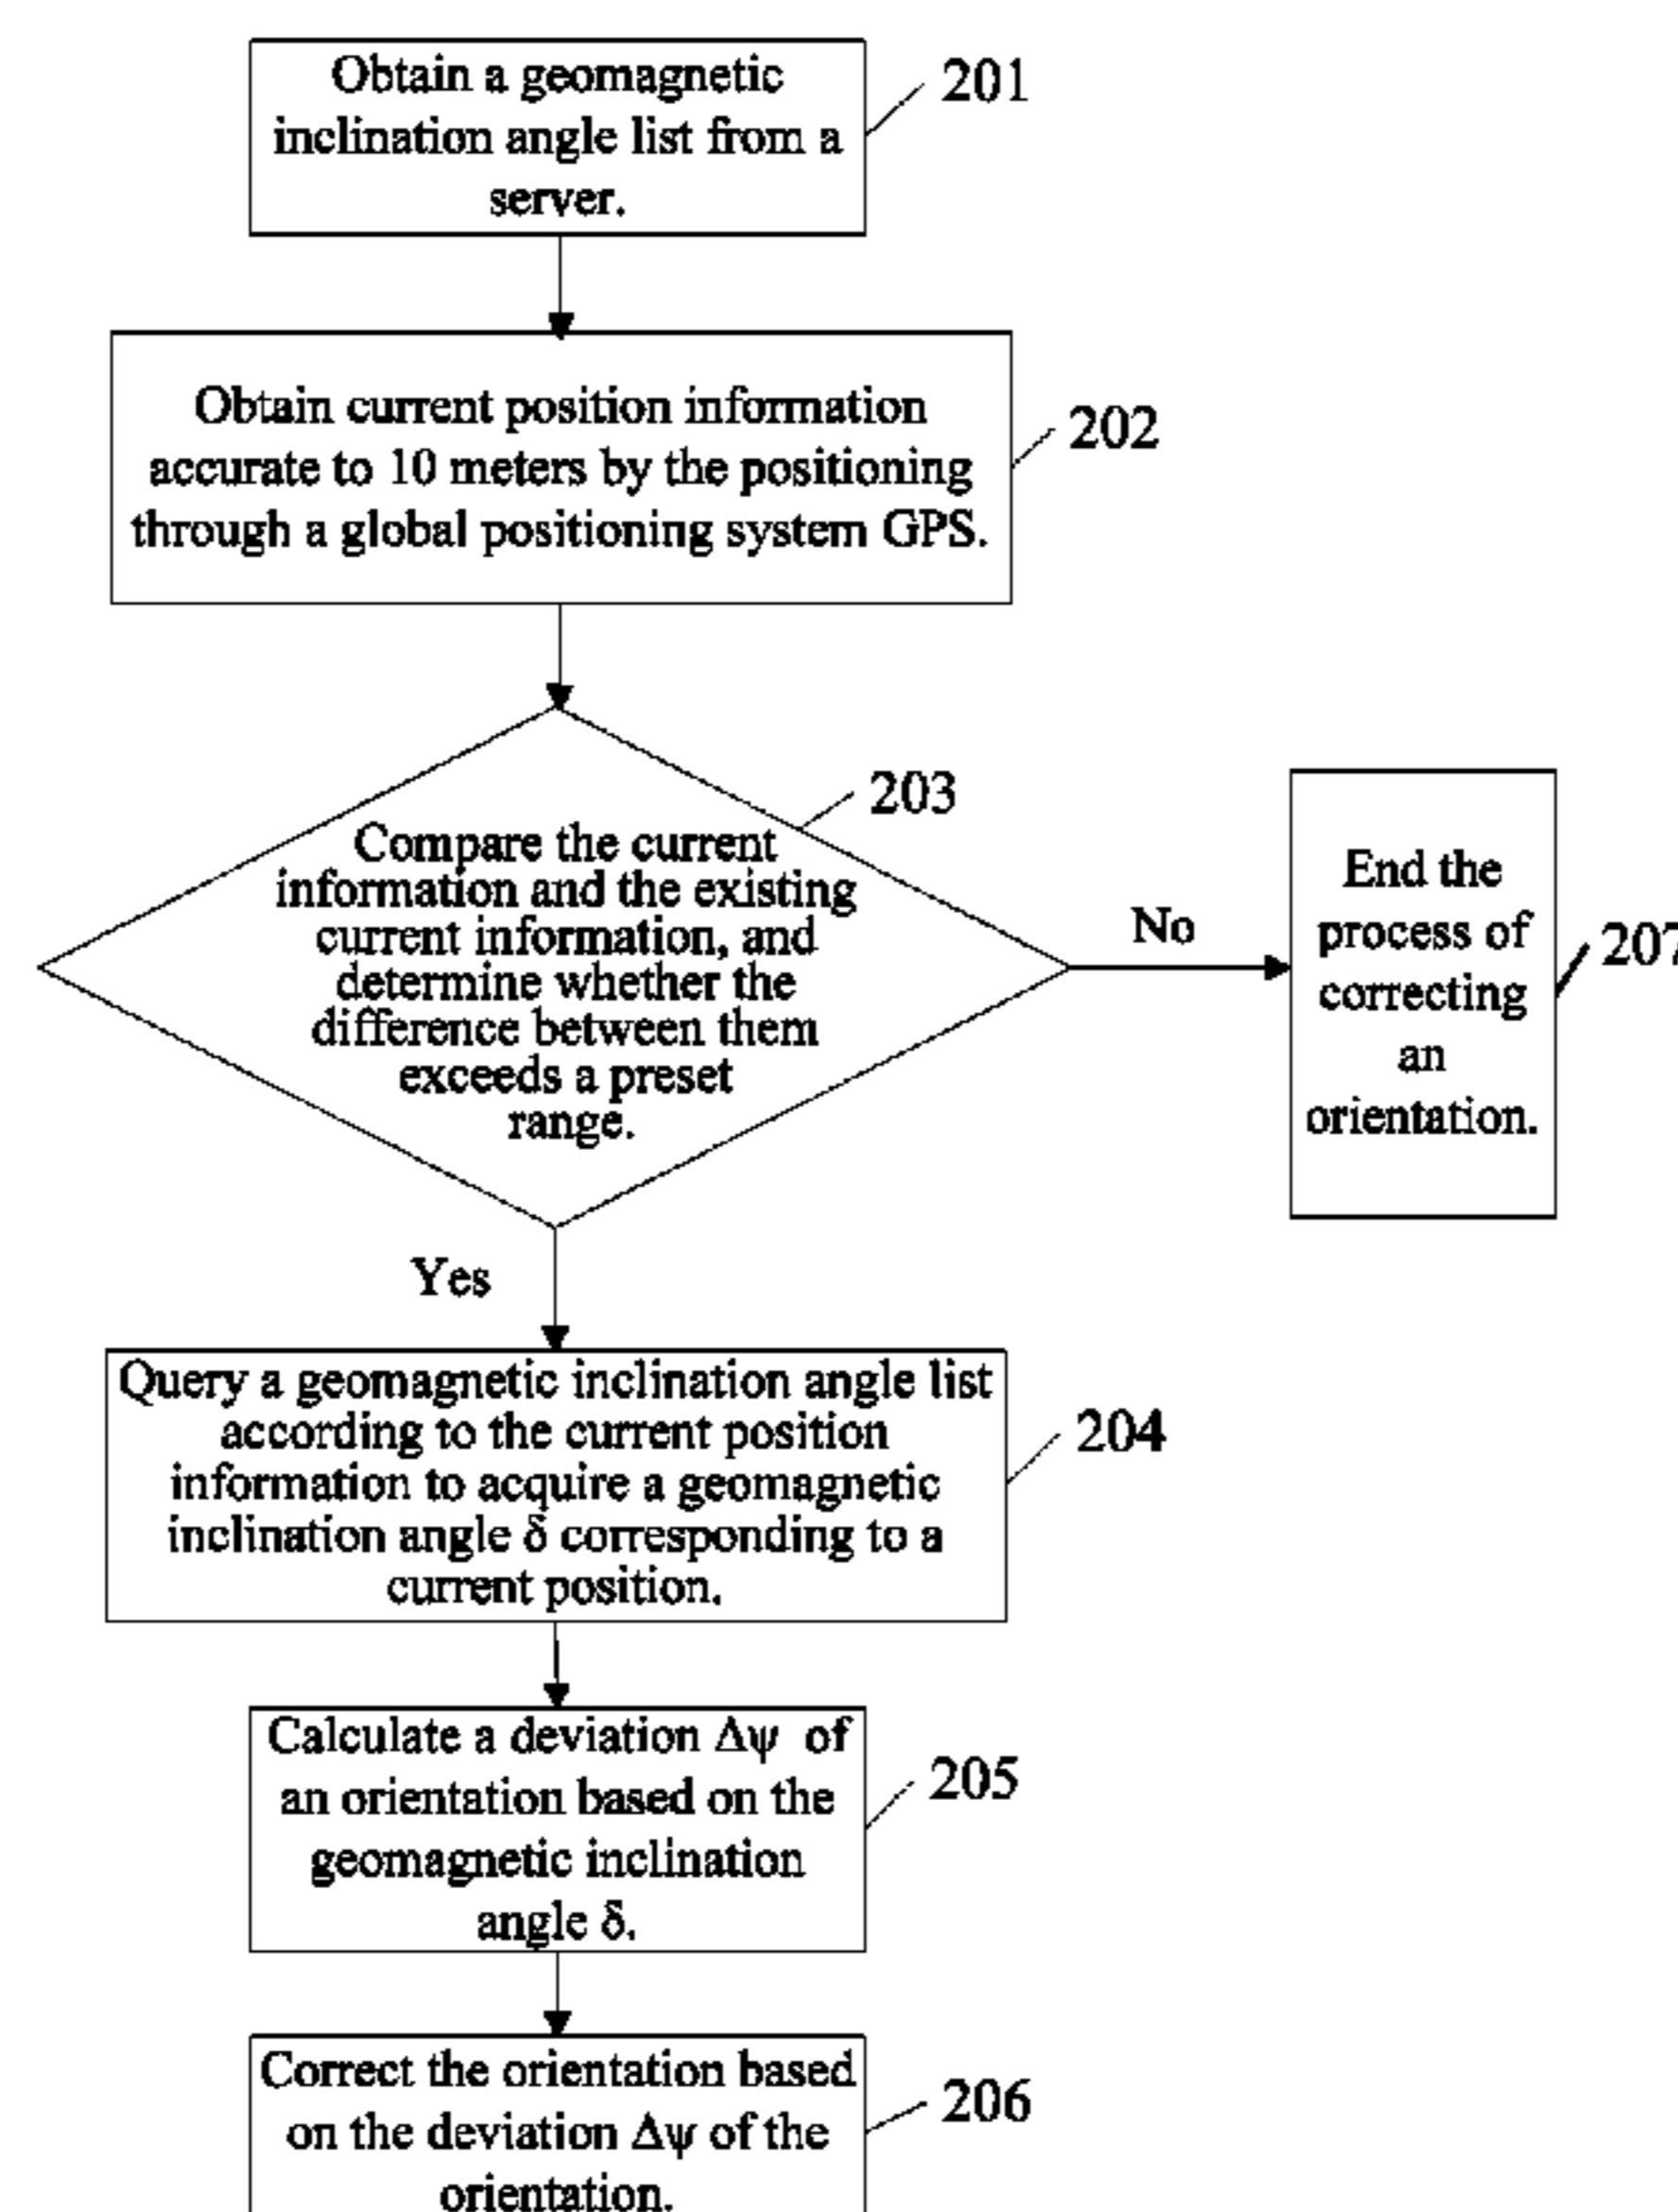 Obtain a geomagnetic
inclination angle list from a
server.
201
Obtain current position information
accurate to 10 meters by the positioning
through a global positioning system GPS.
202
203
Compare the current
information and the existing
current information, and
determine whether the
difference between them
exceeds a preset
range.
No
End the
process of
correcting
an
orientation.
207
Yes
Query a geomagnetic inclination angle list
according to the current position
information to acquire a geomagnetic
inclination angle δ corresponding to a
current position.
204
Calculate a deviation Δψ of
an orientation based on the
geomagnetic inclination
angle δ.
205
Correct the orientation based
on the deviation Δψ of the
orientation.
206